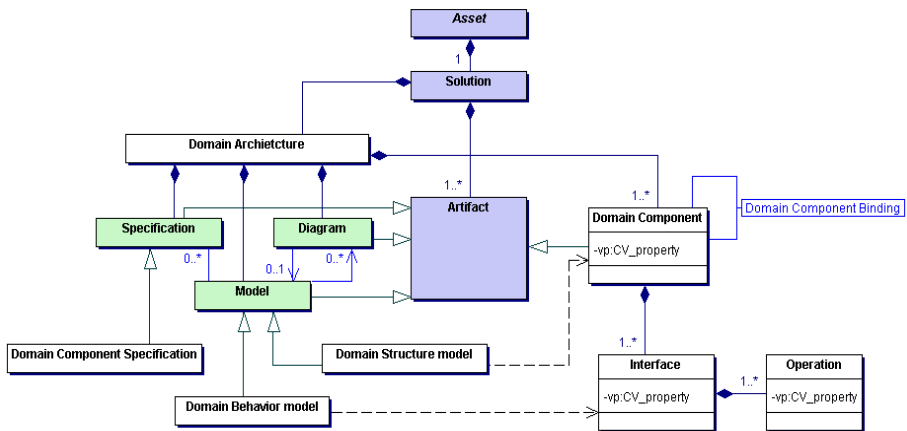 Asset
1
Solution
Domain Archietcture
1..*
1..*
Artifact
Domain Component
Domain Component Binding
Specification
Diagram
-vp:CV_property
0..*
0..1
0..*
Model
Domain Component Specification
Domain Structure model
1..*
Interface
Operation
1..*
-vp:CV_property
-vp:CV_property
Domain Behavior model